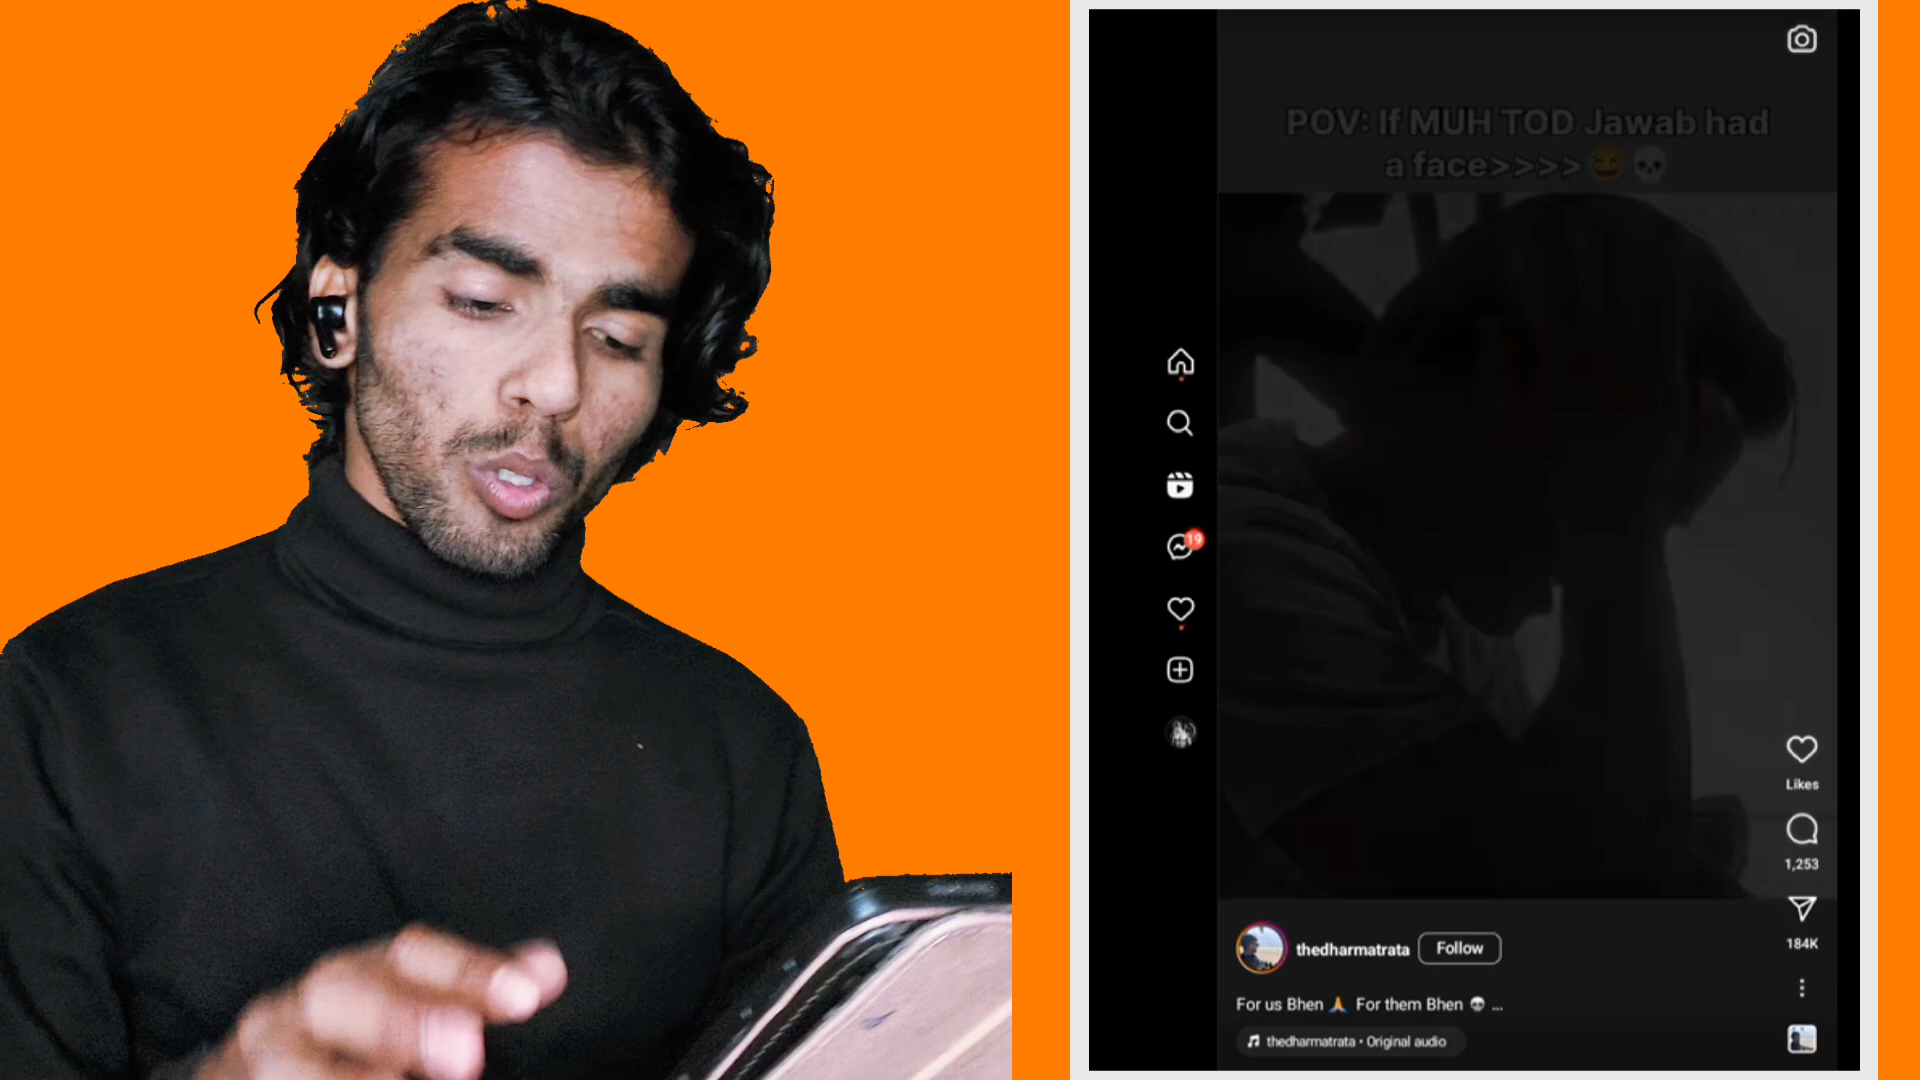 POV: If MUH TOD Jawab had
a face>>>>😂💀
19
Likes
1,253
184K
thedharmatrata Follow
For us Bhen 🙏 For them Bhen 💀 ...
thedharmatrata • Original audio